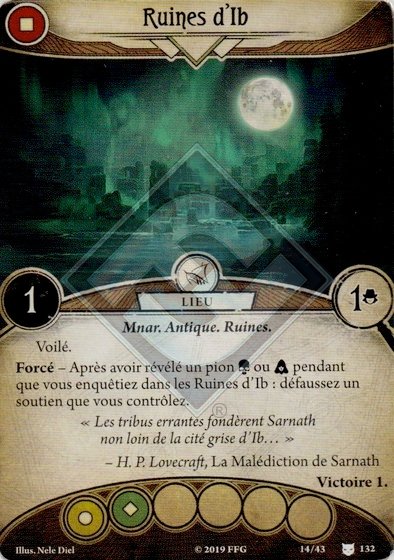 Ruines d'Ib
1
LIEU
1
Mnar. Antique. Ruines.
Voilé.
Forcé – Après avoir révélé un pion ou pendant
que vous enquêtiez dans les Ruines d'Ib : défaussez un
soutien que vous contrôlez.
« Les tribus errantes fondèrent Sarnath
non loin de la cité grise d'Ib… »
– H. P. Lovecraft, La Malédiction de Sarnath
Victoire 1.
®
Illus. Nele Diel © 2019 FFG 14/43 132